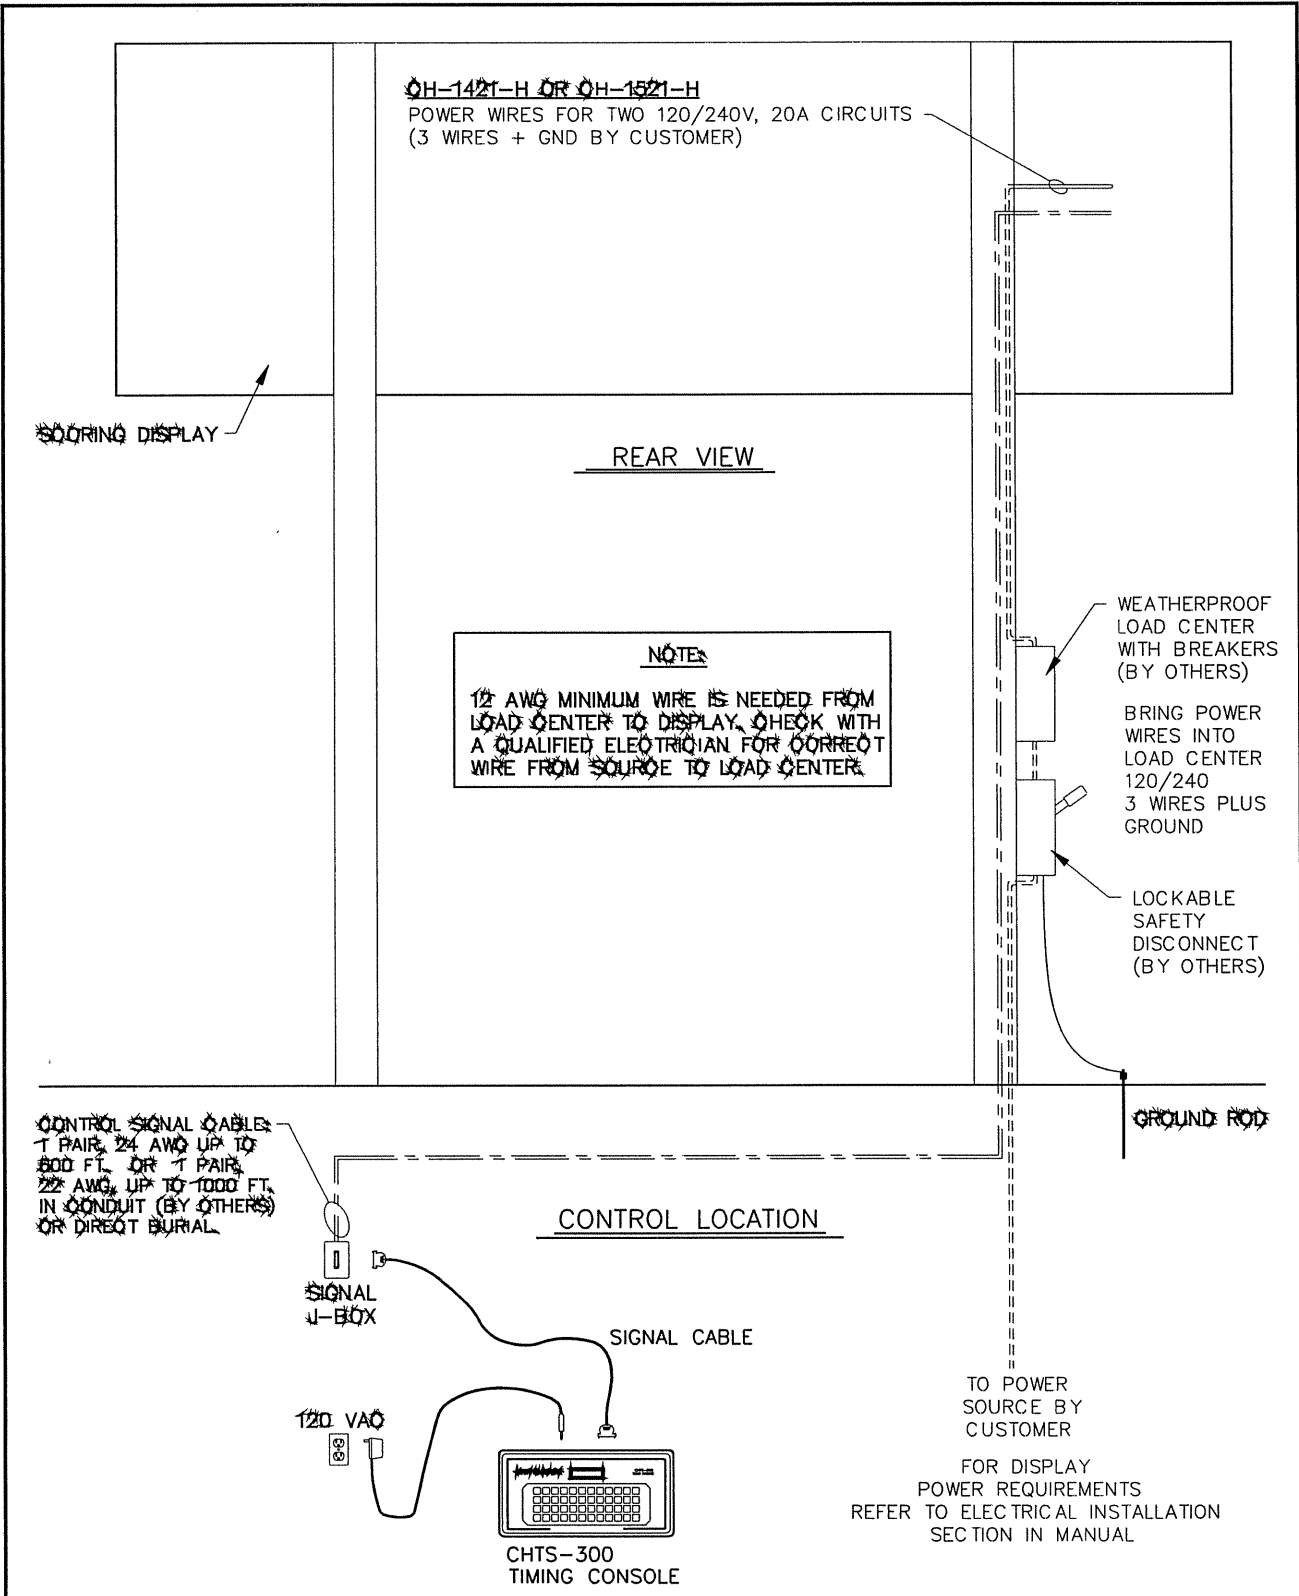 CH-1421-H OR CH-1521-H
POWER WIRES FOR TWO 120/240V, 20A CIRCUITS
(3 WIRES + GND BY CUSTOMER)
SCORING DISPLAY
REAR VIEW
WEATHERPROOF
LOAD CENTER
WITH BREAKERS
(BY OTHERS)
NOTE:
12 AWG MINIMUM WIRE IS NEEDED FROM
LOAD CENTER TO DISPLAY. CHECK WITH
A QUALIFIED ELECTRICIAN FOR CORRECT
WIRE FROM SOURCE TO LOAD CENTER.
BRING POWER
WIRES INTO
LOAD CENTER
120/240
3 WIRES PLUS
GROUND
LOCKABLE
SAFETY
DISCONNECT
(BY OTHERS)
GROUND ROD
CONTROL SIGNAL CABLE:
1 PAIR, 24 AWG UP TO
FT. OR 1 PAIR,
22 AWG, UP TO 1000 FT.
IN CONDUIT (BY OTHERS)
OR DIRECT BURIAL.
CONTROL LOCATION
SIGNAL
J-BOX
SIGNAL CABLE
120 VAC
TO POWER
SOURCE BY
CUSTOMER
FOR DISPLAY
POWER REQUIREMENTS
REFER TO ELECTRICAL INSTALLATION
SECTION IN MANUAL
CHTS-300
TIMING CONSOLE